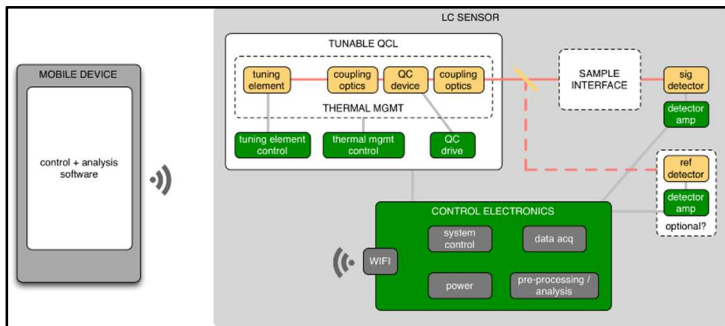 LC SENSOR
MOBILE DEVICE
control + analysis
software
TUNABLE QCL
tuning
element
coupling
optics
QC
device
coupling
optics
THERMAL MGMT
tuning element
control
thermal mgmt
control
QC
drive
SAMPLE
INTERFACE
sig
detector
detector
amp
ref
detector
detector
amp
optional?
CONTROL ELECTRONICS
WIFI
system
control
data acq
power
pre-processing /
analysis